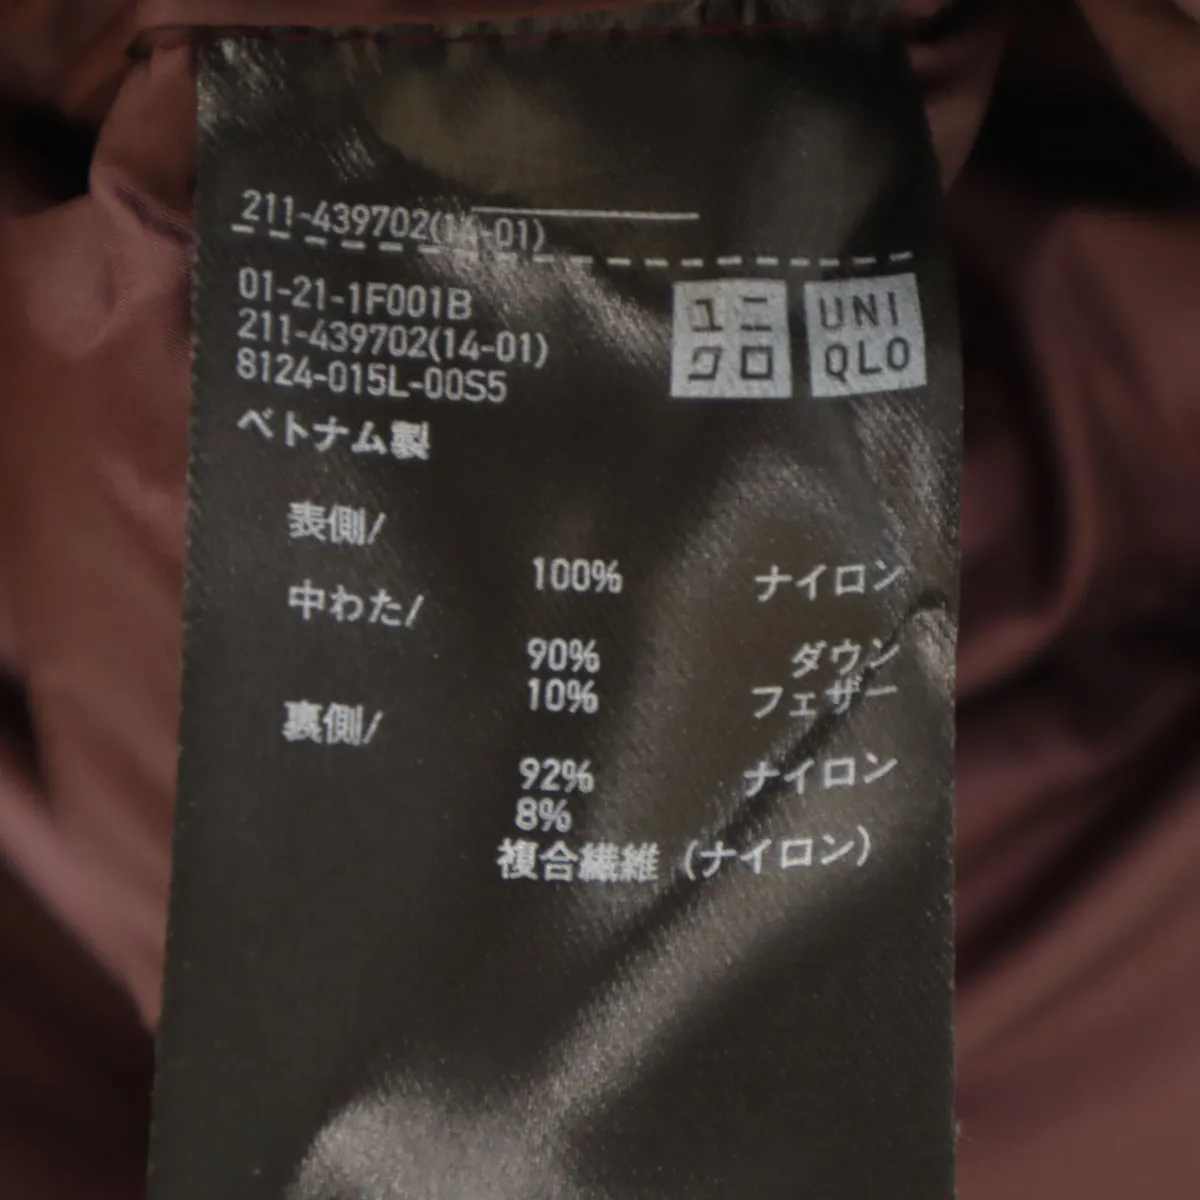 211-439702(14-01)
01-21-1F001B
211-439702(14-01)
8124-015L-00S5
ユニ
クロ
UNI
QLO
ベトナム製
表側/
100% ナイロン
中わた/
90% ダウン
10% フェザー
裏側/
92% ナイロン
8%
複合繊維 (ナイロン)